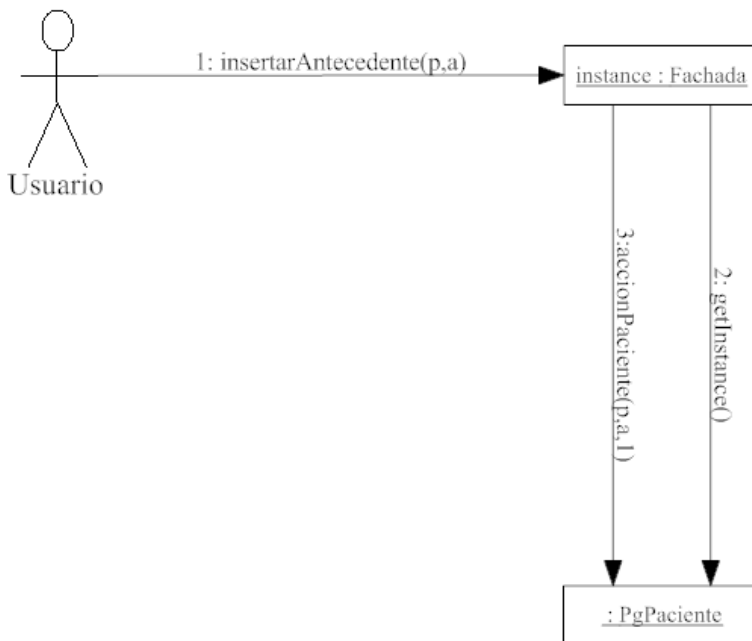 1: insertarAntecedente(p,a)
instance : Fachada
Usuario
3:accionPaciente(p,a,1)
2: getInstance()
: PgPaciente